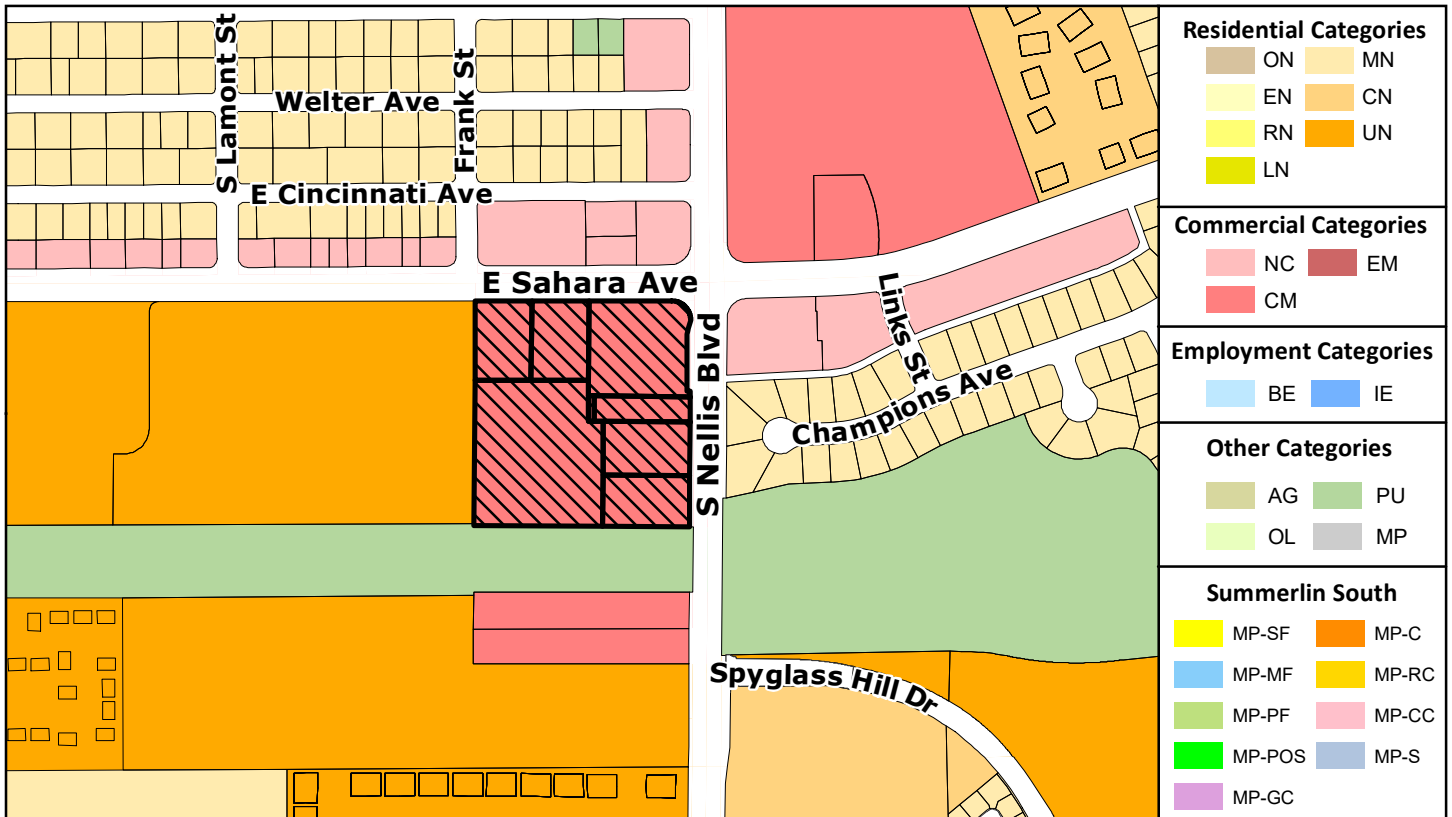 S Lamont St
Frank St
Welter Ave
E Cincinnati Ave
E Sahara Ave
S Nellis Blvd
Links St
Champions Ave
Spyglass Hill Dr
Residential Categories
ON MN
EN CN
RN UN
LN
Commercial Categories
NC EM
CM
Employment Categories
BE IE
Other Categories
AG PU
OL MP
Summerlin South
MP-SF MP-C
MP-MF MP-RC
MP-PF MP-CC
MP-POS MP-S
MP-GC